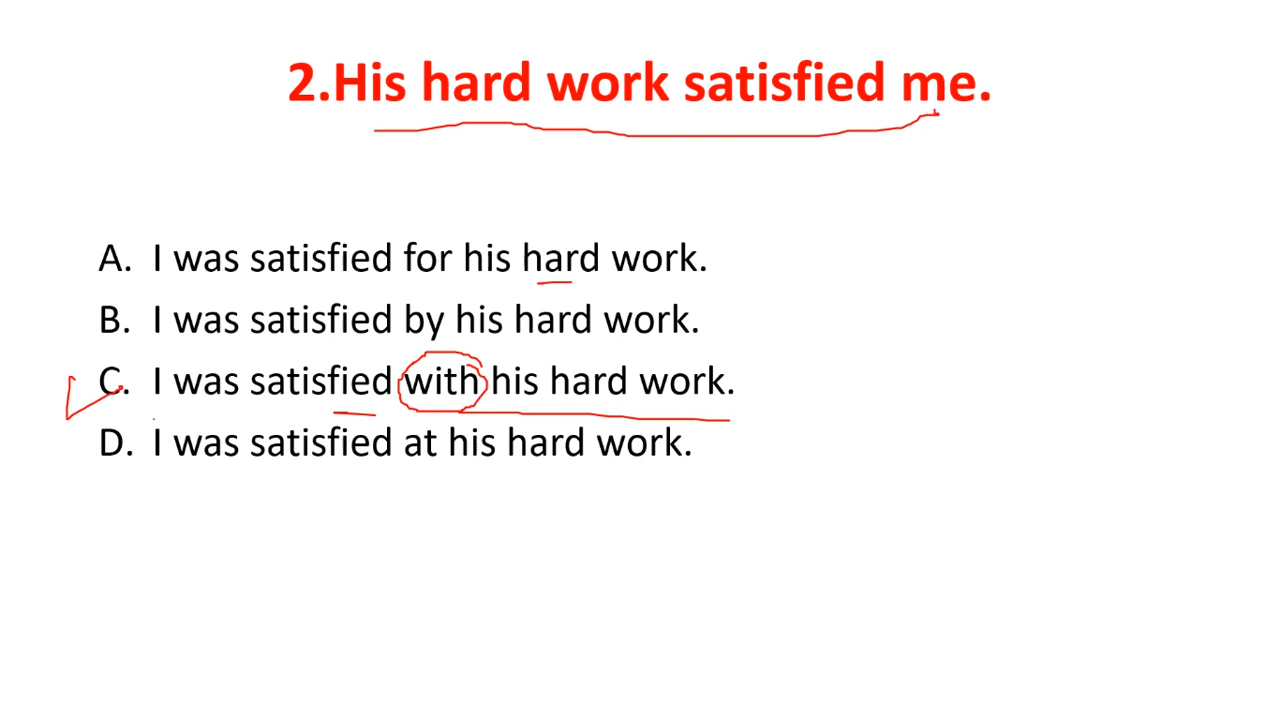 2.His hard work satisfied me.
A. I was satisfied for his hard work.
B. I was satisfied by his hard work.
C. I was satisfied with his hard work.
D. I was satisfied at his hard work.